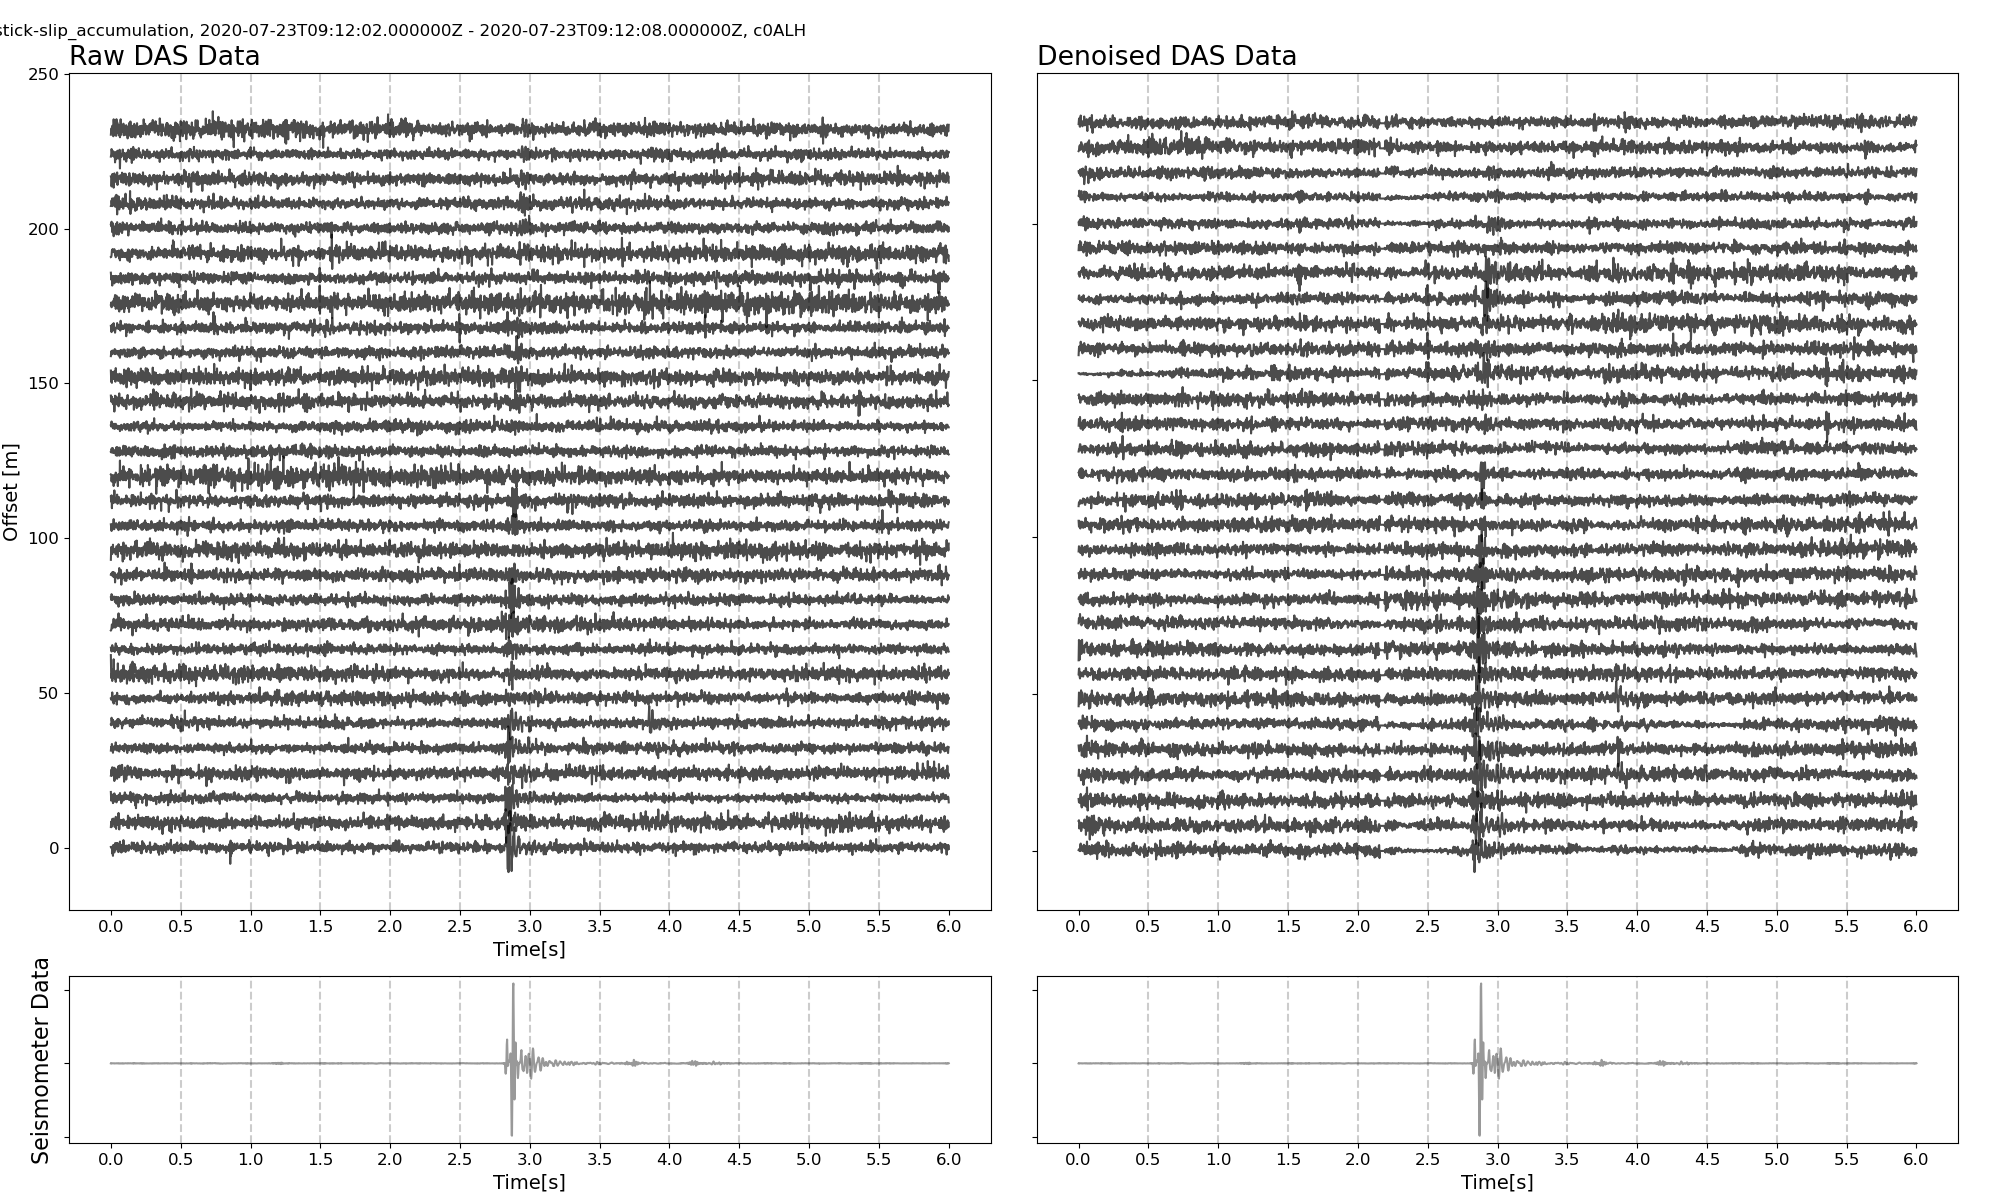 stick-slip_accumulation, 2020-07-23T09:12:02.000000Z - 2020-07-23T09:12:08.000000Z, c0ALH
Raw DAS Data
Denoised DAS Data
250
200
150
100
50
0
Offset [m]
0.0 0.5 1.0 1.5 2.0 2.5 3.0 3.5 4.0 4.5 5.0 5.5 6.0
Time[s]
0.0 0.5 1.0 1.5 2.0 2.5 3.0 3.5 4.0 4.5 5.0 5.5 6.0
Seismometer Data
0.0 0.5 1.0 1.5 2.0 2.5 3.0 3.5 4.0 4.5 5.0 5.5 6.0
Time[s]
0.0 0.5 1.0 1.5 2.0 2.5 3.0 3.5 4.0 4.5 5.0 5.5 6.0
Time[s]